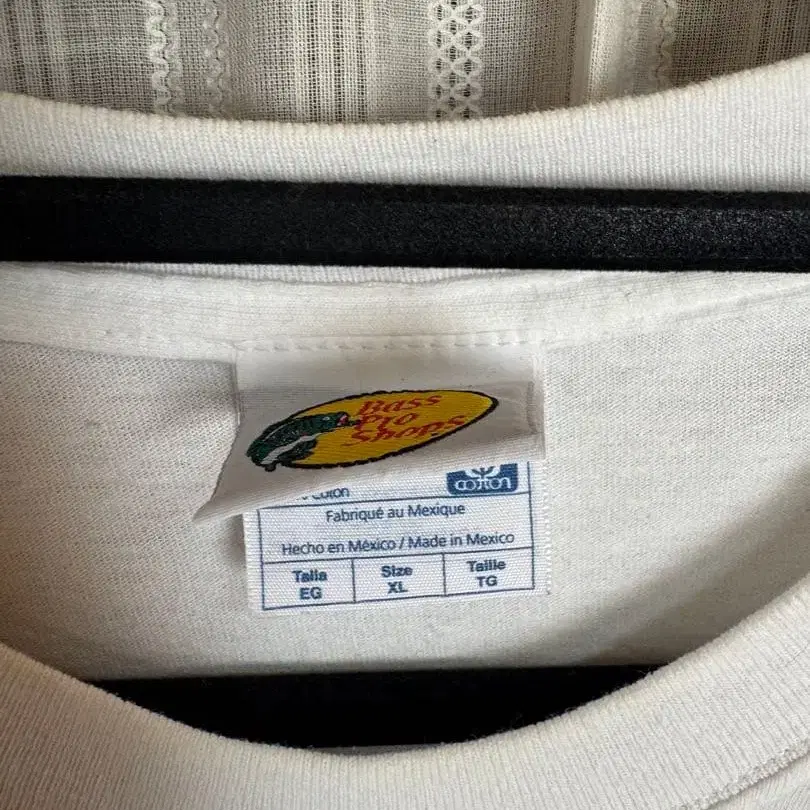 Bass
Pro
Shops
cotton
Coton
Fabriqué au Mexique
Hecho en México / Made in Mexico
Talla
EG
Size
XL
Taille
TG